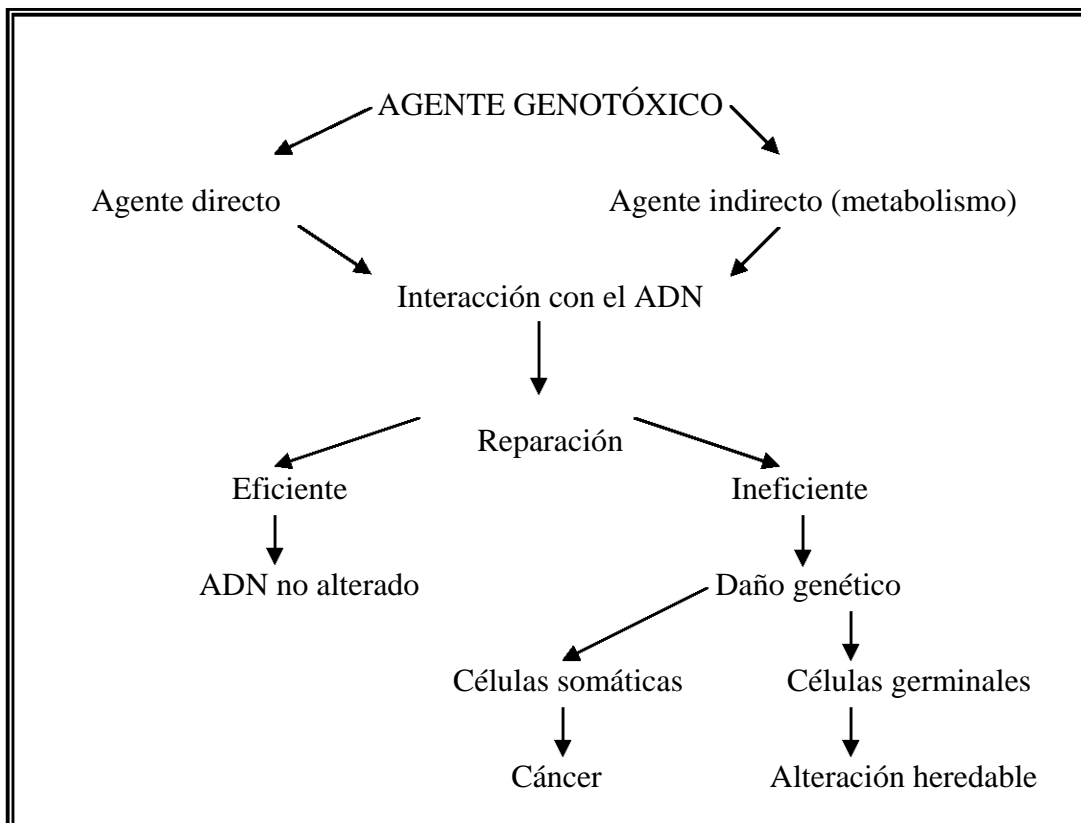 AGENTE GENOTÓXICO
Agente directo
Agente indirecto (metabolismo)
Interacción con el ADN
Reparación
Eficiente
Ineficiente
ADN no alterado
Daño genético
Células somáticas
Células germinales
Cáncer
Alteración heredable